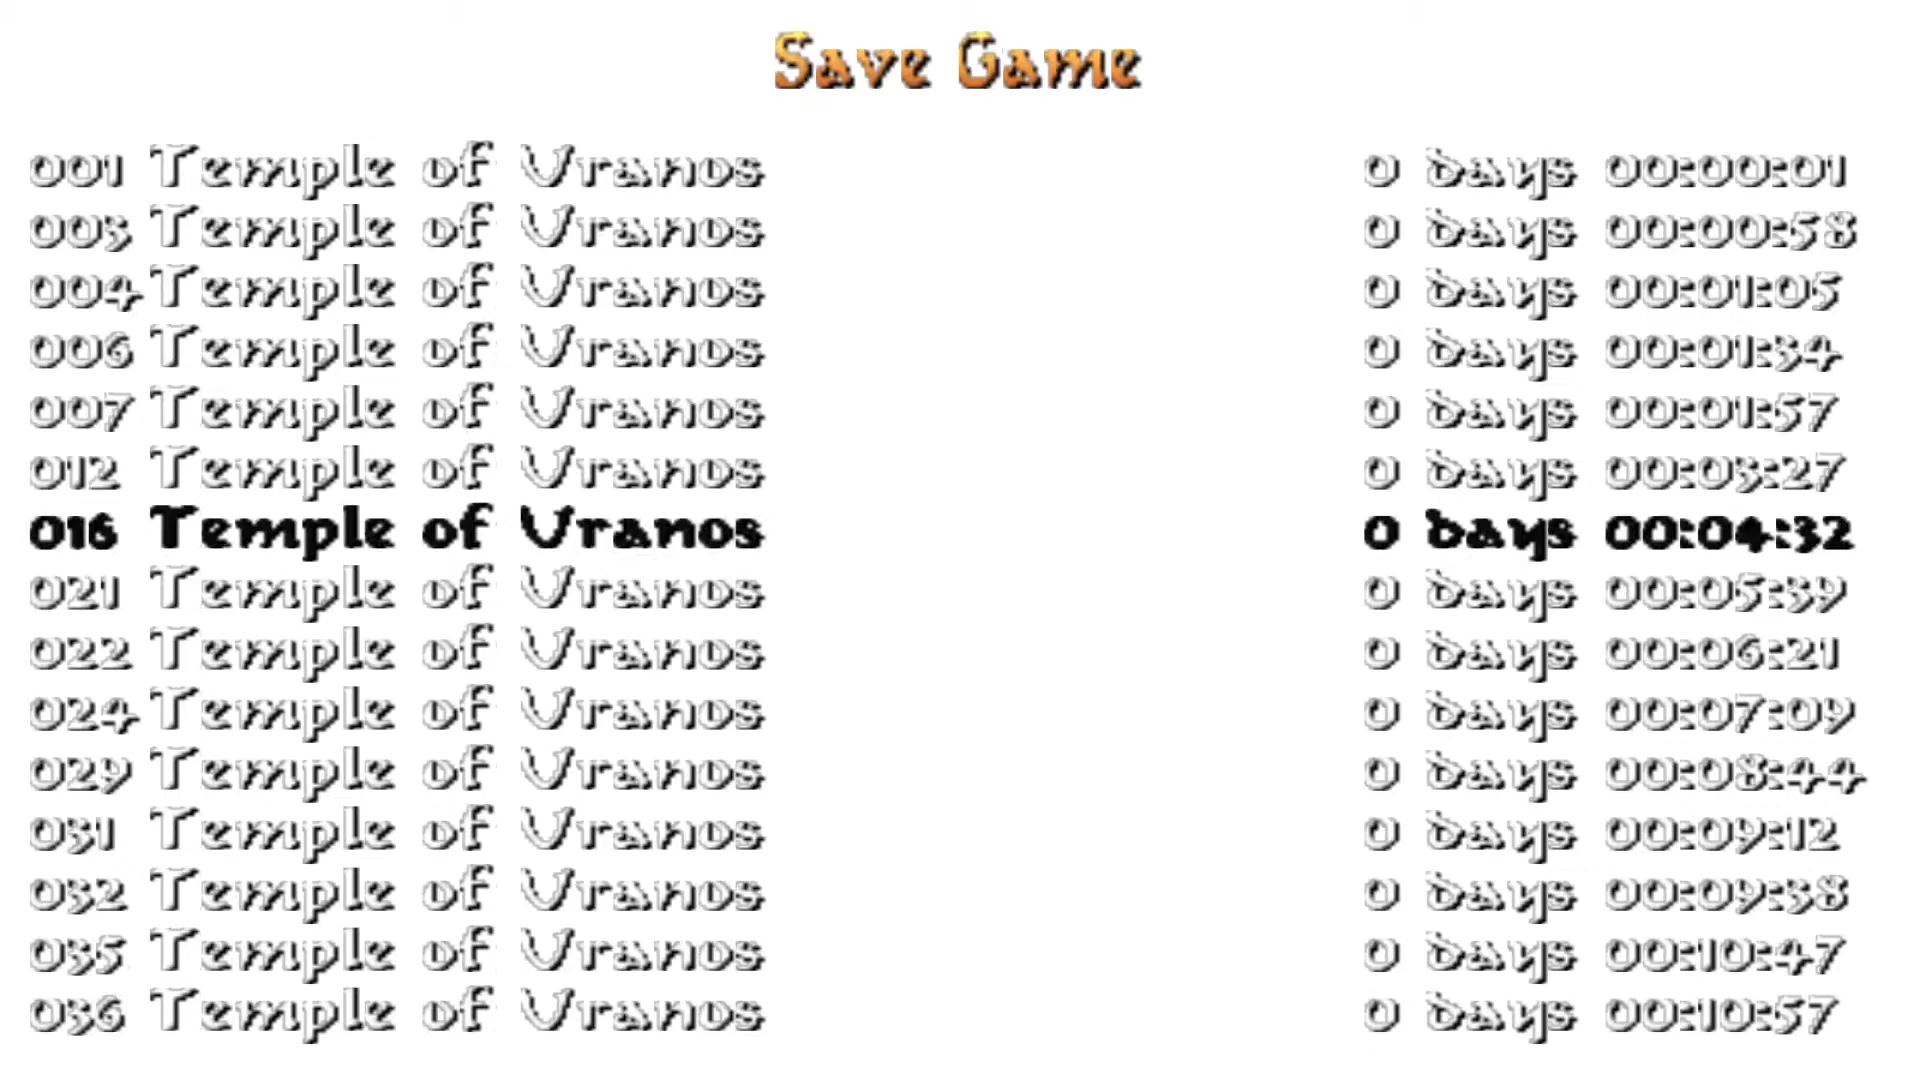 Save Game
001 Temple of Uranos 0 days 00:00:01
003 Temple of Uranos 0 days 00:00:58
004 Temple of Uranos 0 days 00:01:05
006 Temple of Uranos 0 days 00:01:34
007 Temple of Uranos 0 days 00:01:57
012 Temple of Uranos 0 days 00:03:27
016 Temple of Uranos 0 days 00:04:32
021 Temple of Uranos 0 days 00:05:39
022 Temple of Uranos 0 days 00:06:21
024 Temple of Uranos 0 days 00:07:09
029 Temple of Uranos 0 days 00:08:44
031 Temple of Uranos 0 days 00:09:12
032 Temple of Uranos 0 days 00:09:38
035 Temple of Uranos 0 days 00:10:47
036 Temple of Uranos 0 days 00:10:57